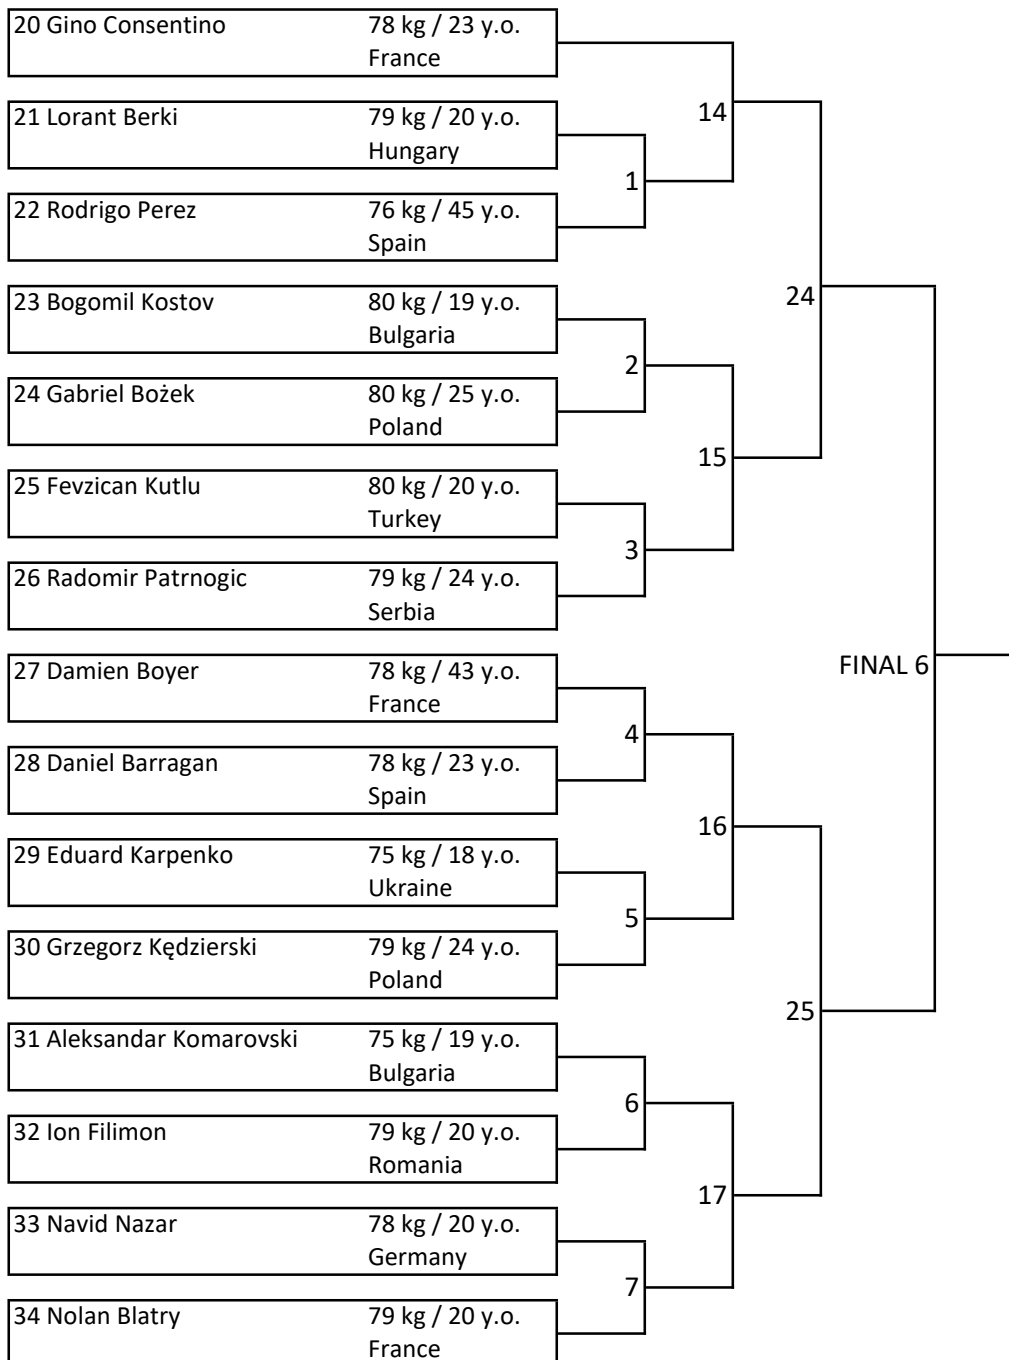 20 Gino Consentino 78 kg / 23 y.o.
France
14
21 Lorant Berki 79 kg / 20 y.o.
Hungary
1
22 Rodrigo Perez 76 kg / 45 y.o.
Spain
24
23 Bogomil Kostov 80 kg / 19 y.o.
Bulgaria
2
24 Gabriel Bożek 80 kg / 25 y.o.
Poland
15
25 Fevzican Kutlu 80 kg / 20 y.o.
Turkey
3
26 Radomir Patrnogic 79 kg / 24 y.o.
Serbia
FINAL 6
27 Damien Boyer 78 kg / 43 y.o.
France
4
28 Daniel Barragan 78 kg / 23 y.o.
Spain
16
29 Eduard Karpenko 75 kg / 18 y.o.
Ukraine
5
30 Grzegorz Kędzierski 79 kg / 24 y.o.
Poland
25
31 Aleksandar Komarovski 75 kg / 19 y.o.
Bulgaria
6
32 Ion Filimon 79 kg / 20 y.o.
Romania
17
33 Navid Nazar 78 kg / 20 y.o.
Germany
7
34 Nolan Blatry 79 kg / 20 y.o.
France